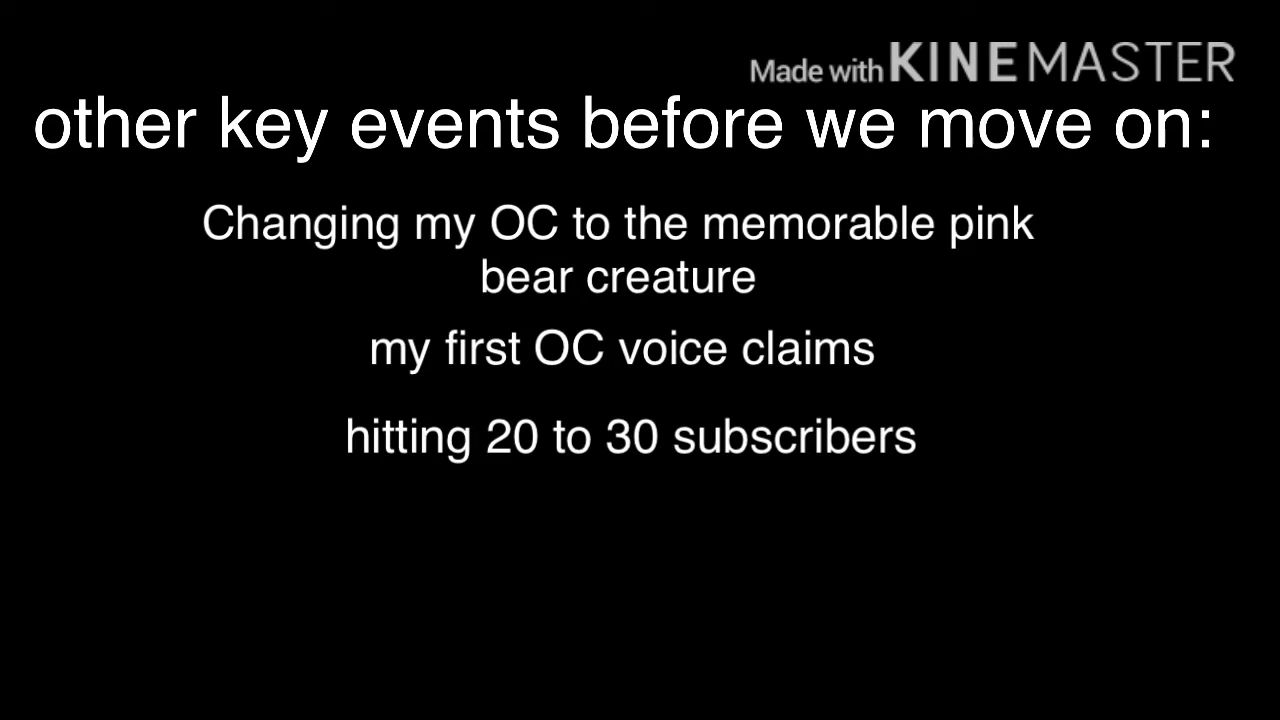 Made with KINEMASTER
other key events before we move on:
Changing my OC to the memorable pink
bear creature
my first OC voice claims
hitting 20 to 30 subscribers